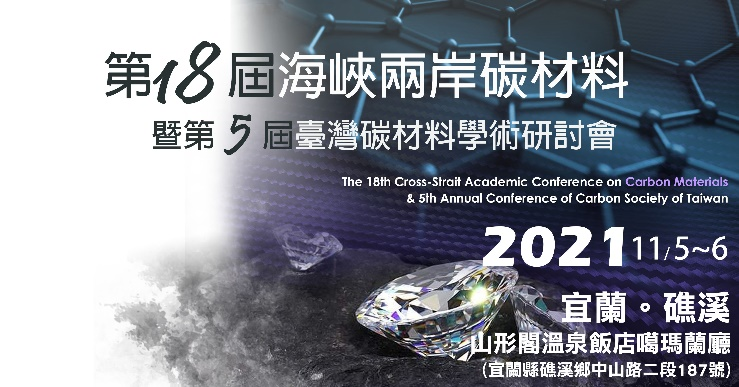 第18屆海峽兩岸碳材料
暨第5屆臺灣碳材料學術研討會
The 18th Cross-Strait Academic Conference on Carbon Materials
& 5th Annual Conference of Carbon Society of Taiwan
2021 11/5~6
宜蘭。礁溪
山形閣溫泉飯店噶瑪蘭廳
(宜蘭縣礁溪鄉中山路二段187號)